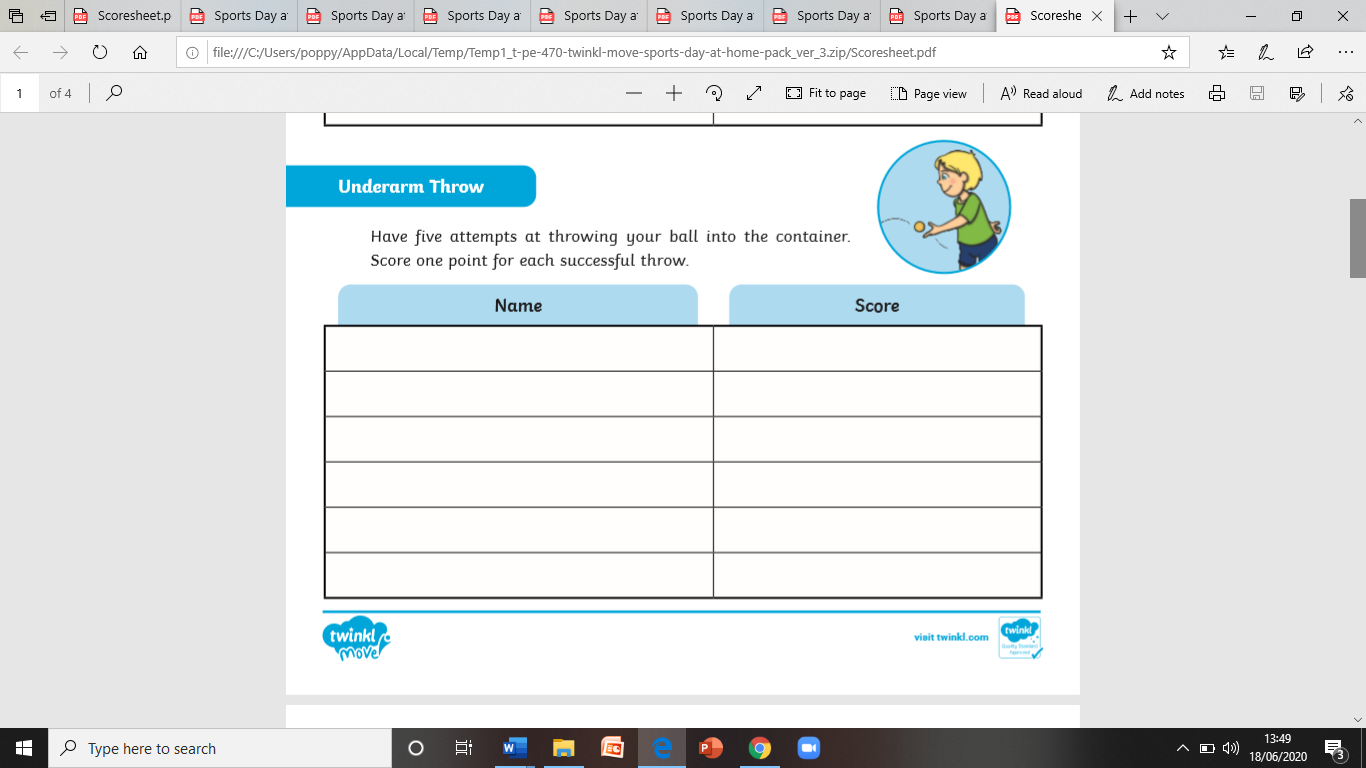 Scoresheet.p
Sports Day a
Sports Day a
Sports Day a
Sports Day a
Sports Day a
Sports Day a
Sports Day a
Scoreshe
file:///C:/Users/poppy/AppData/Local/Temp/Temp1_t-pe-470-twinkl-move-sports-day-at-home-pack_ver_3.zip/Scoresheet.pdf
1 of 4 Fit to page Page view Read aloud Add notes
Underarm Throw
Have five attempts at throwing your ball into the container.
Score one point for each successful throw.
Name Score
twinkl
move
visit twinkl.com
twinkl
Quality Standard
Approved
Type here to search
13:49
18/06/2020
3